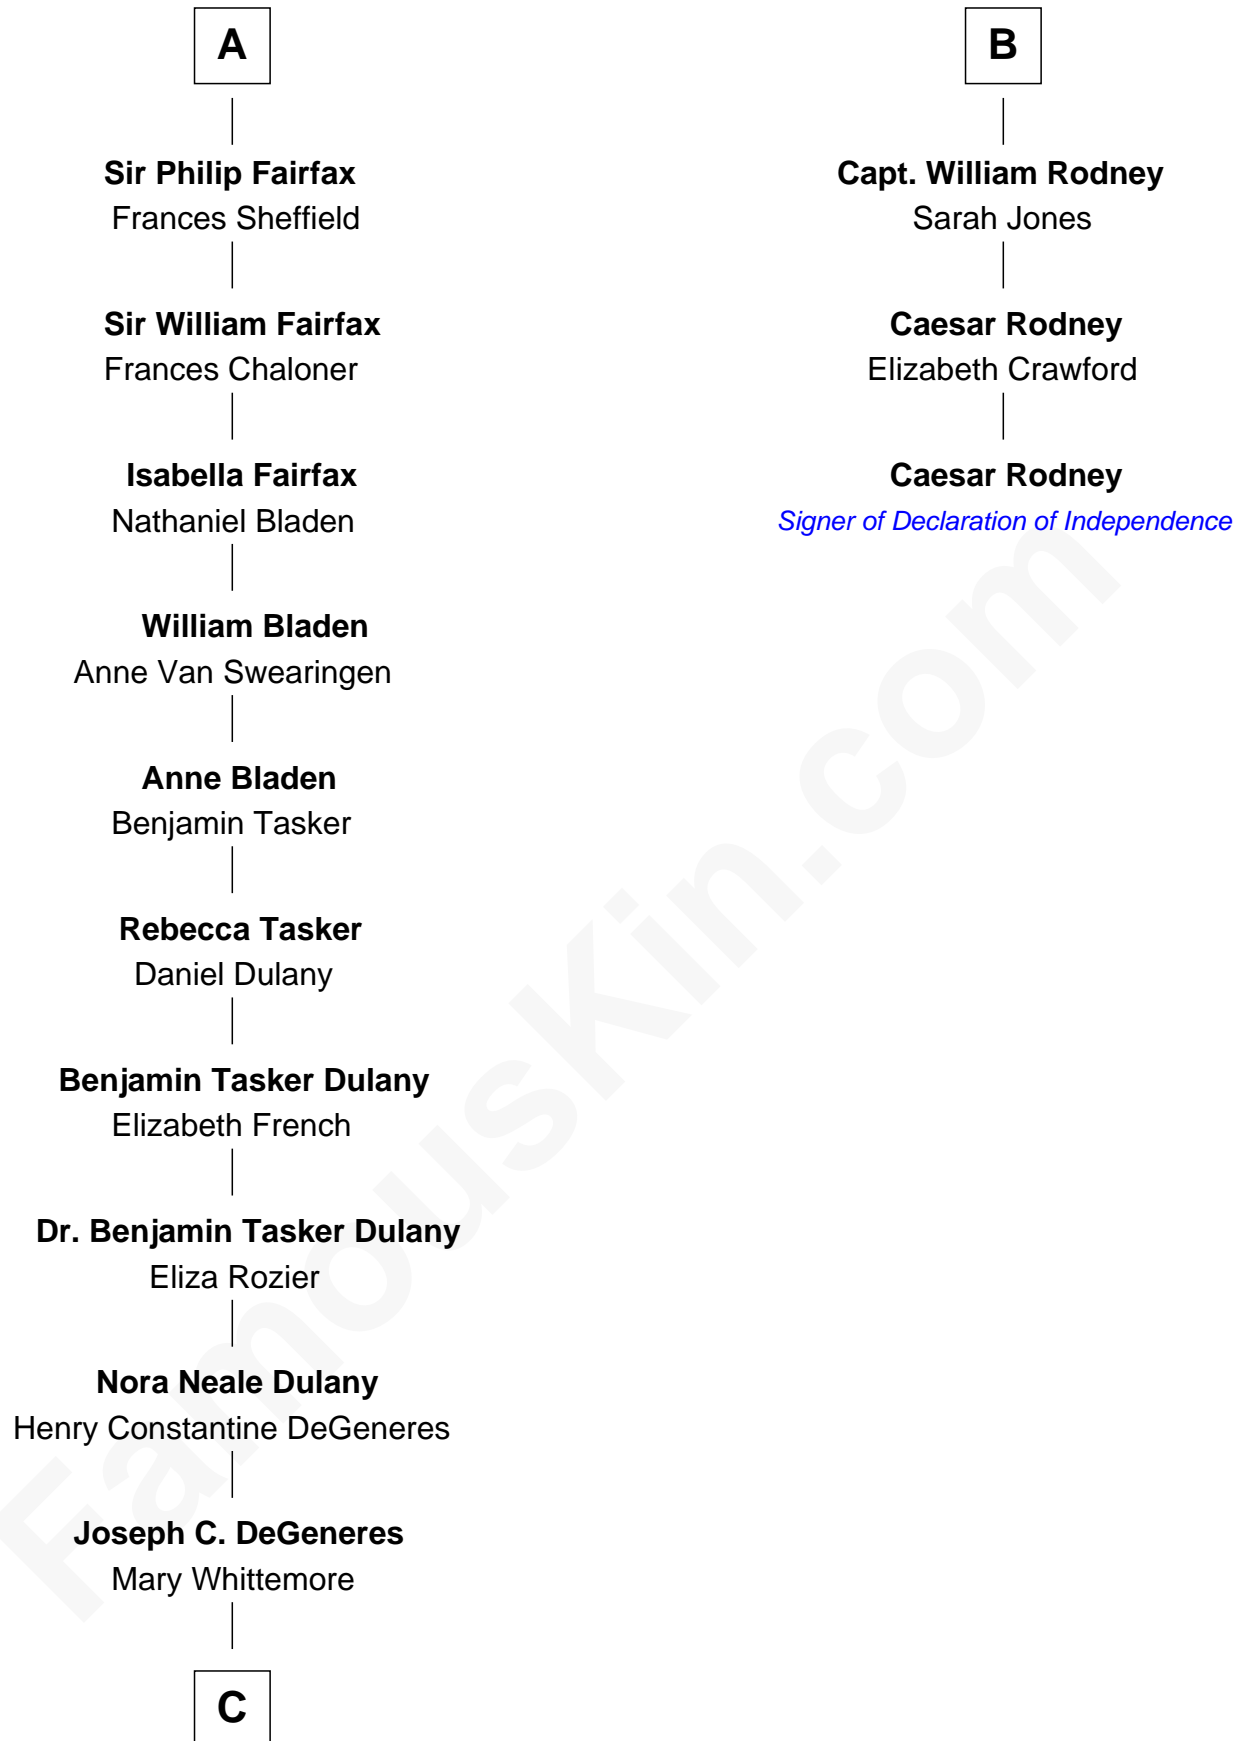 A
Sir Philip Fairfax
Frances Sheffield
Sir William Fairfax
Frances Chaloner
Isabella Fairfax
Nathaniel Bladen
William Bladen
Anne Van Swearingen
Anne Bladen
Benjamin Tasker
Rebecca Tasker
Daniel Dulany
Benjamin Tasker Dulany
Elizabeth French
Dr. Benjamin Tasker Dulany
Eliza Rozier
Nora Neale Dulany
Henry Constantine DeGeneres
Joseph C. DeGeneres
Mary Whittemore
C
B
Capt. William Rodney
Sarah Jones
Caesar Rodney
Elizabeth Crawford
Caesar Rodney
Signer of Declaration of Independence
FamousKin.com